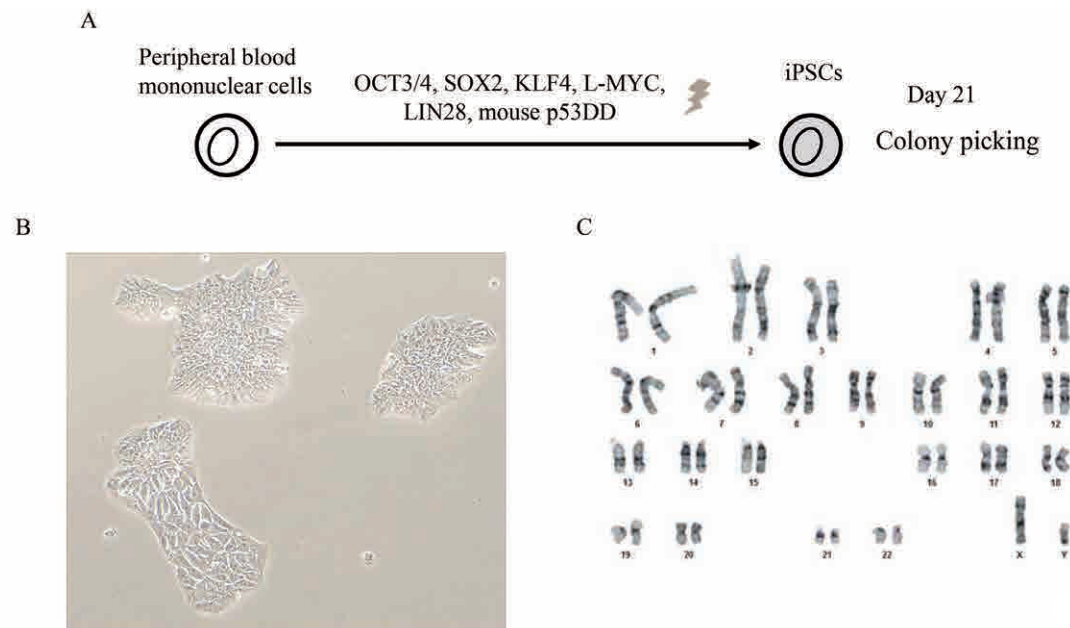 A
Peripheral blood
mononuclear cells
OCT3/4, SOX2, KLF4, L-MYC,
LIN28, mouse p53DD
iPSCs
Day 21
Colony picking
B
C
1 2 3 4 5
6 7 8 9 10 11 12
13 14 15 16 17 18
19 20 21 22 X Y